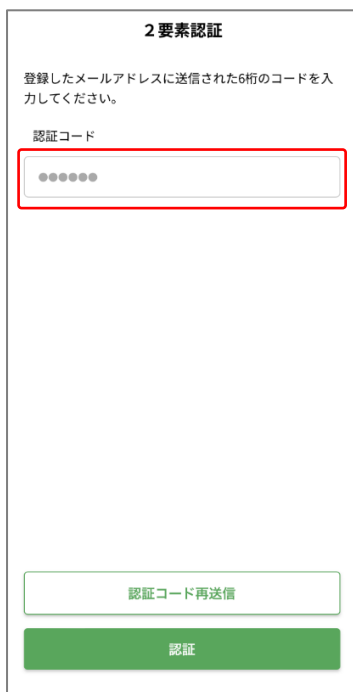 ２要素認証
登録したメールアドレスに送信された6桁のコードを入
力してください。
認証コード
●●●●●●
認証コード再送信
認証